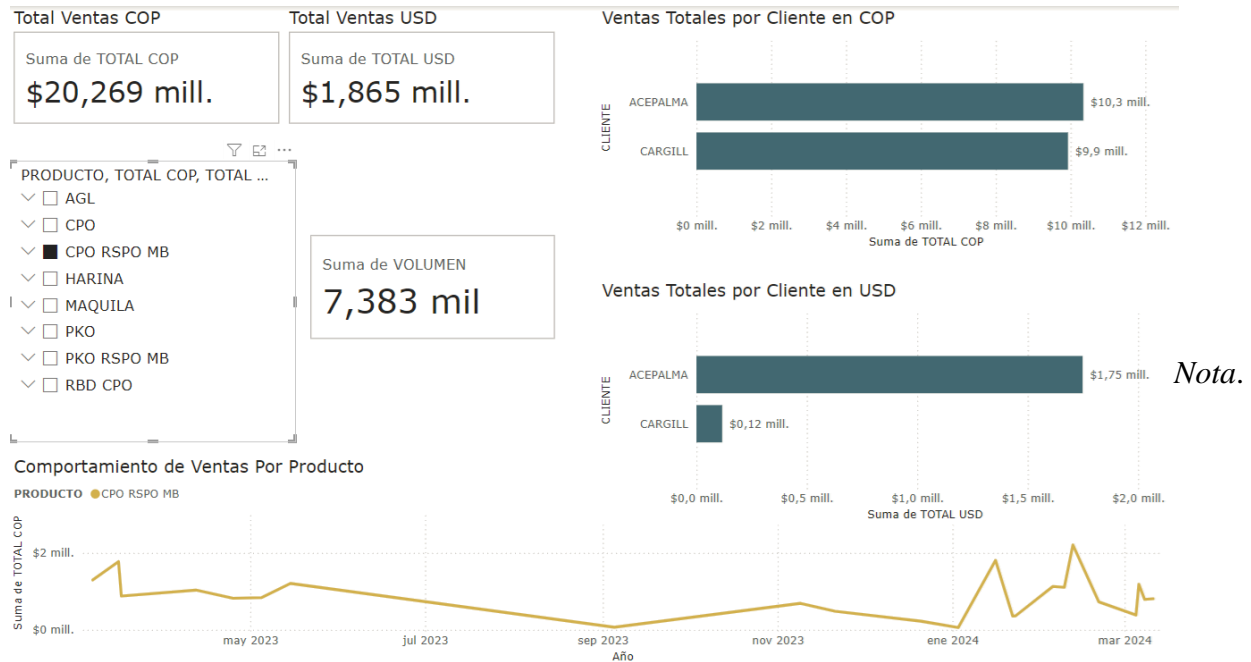 Total Ventas COP
Suma de TOTAL COP
$20,269 mill.
Total Ventas USD
Suma de TOTAL USD
$1,865 mill.
PRODUCTO, TOTAL COP, TOTAL ...
AGL
CPO
CPO RSPO MB
HARINA
MAQUILA
PKO
PKO RSPO MB
RBD CPO
Suma de VOLUMEN
7,383 mil
Ventas Totales por Cliente en COP
CLIENTE
ACEPALMA
$10,3 mill.
CARGILL
$9,9 mill.
$0 mill. $2 mill. $4 mill. $6 mill. $8 mill. $10 mill. $12 mill.
Suma de TOTAL COP
Ventas Totales por Cliente en USD
CLIENTE
ACEPALMA
$1,75 mill.
CARGILL
$0,12 mill.
$0,0 mill. $0,5 mill. $1,0 mill. $1,5 mill. $2,0 mill.
Suma de TOTAL USD
Nota.
Comportamiento de Ventas Por Producto
PRODUCTO CPO RSPO MB
Suma de TOTAL COP
$2 mill.
$0 mill.
may 2023 jul 2023 sep 2023 nov 2023 ene 2024 mar 2024
Año